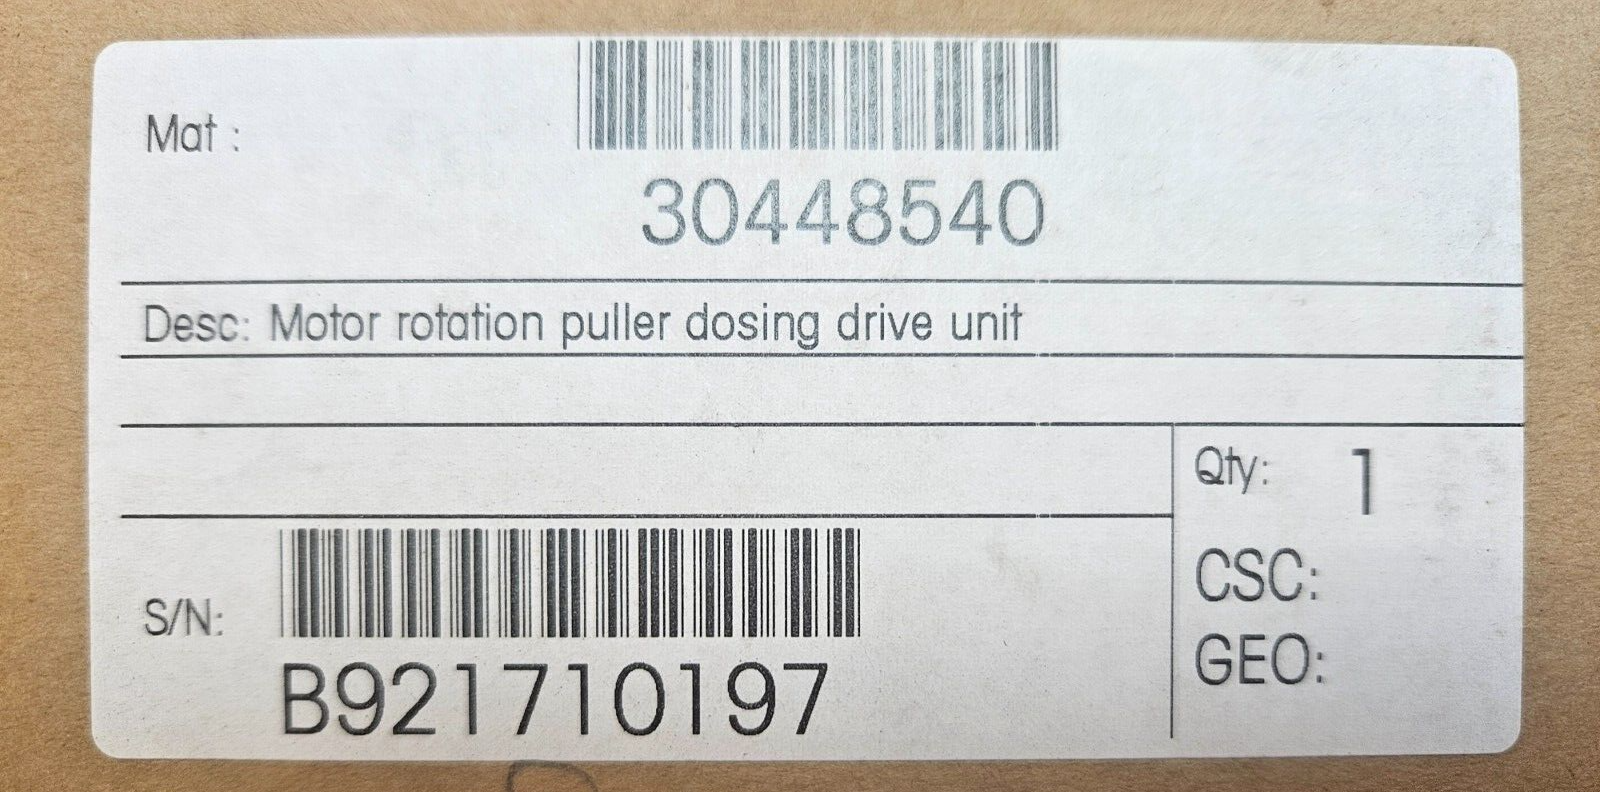 Mat :
30448540
Desc: Motor rotation puller dosing drive unit
Qty: 1
CSC:
GEO:
S/N:
B921710197